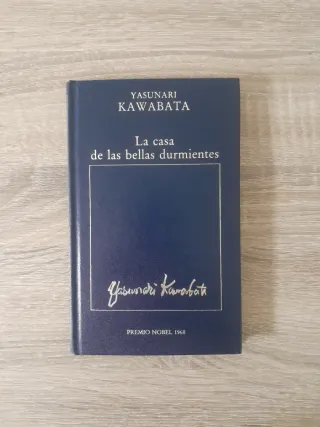 YASUNARI
KAWABATA
La casa
de las bellas durmientes
Yasunari Kawabata
PREMIO NOBEL 1968